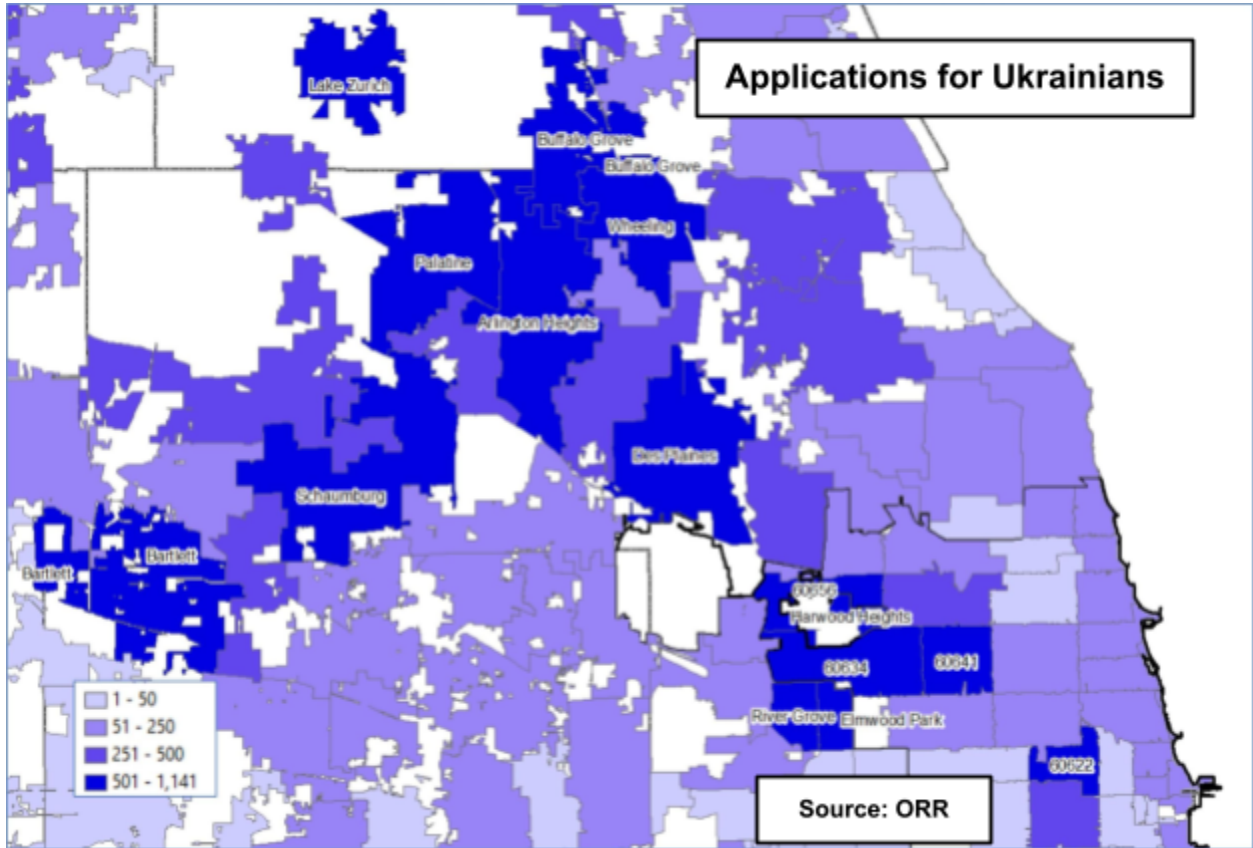 Applications for Ukrainians
Lake Zurich
Buffalo Grove
Buffalo Grove
Wheeling
Palatine
Arlington Heights
Des Plaines
Schaumburg
Bartlett
Bartlett
60656
Harwood Heights
60634
60641
River Grove
Elmwood Park
60622
1 - 50
51 - 250
251 - 500
501 - 1,141
Source: ORR